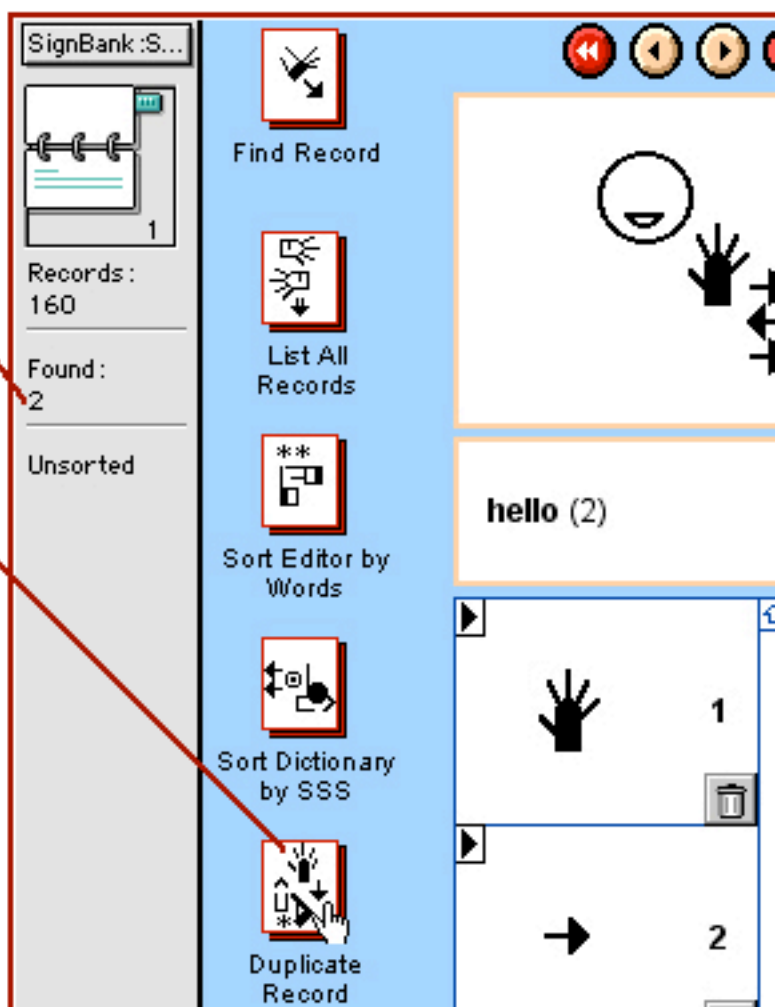 SignBank :S...
1
Records :
160
Found :
2
Unsorted
Find Record
List All
Records
Sort Editor by
Words
Sort Dictionary
by SSS
Duplicate
Record
hello (2)
1
2